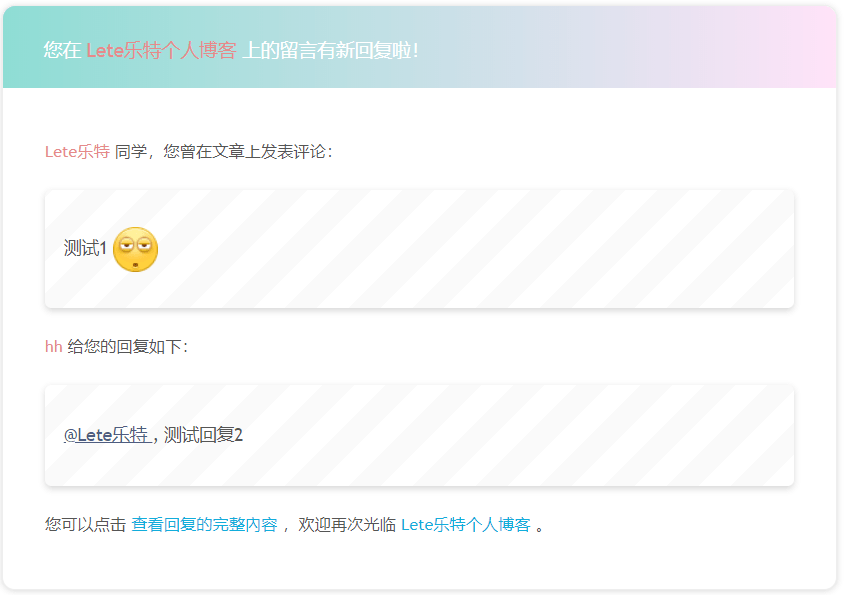 您在 Lete乐特个人博客 上的留言有新回复啦！
Lete乐特 同学，您曾在文章上发表评论：
测试1
hh 给您的回复如下：
@Lete乐特 , 测试回复2
您可以点击 查看回复的完整内容 ，欢迎再次光临 Lete乐特个人博客 。